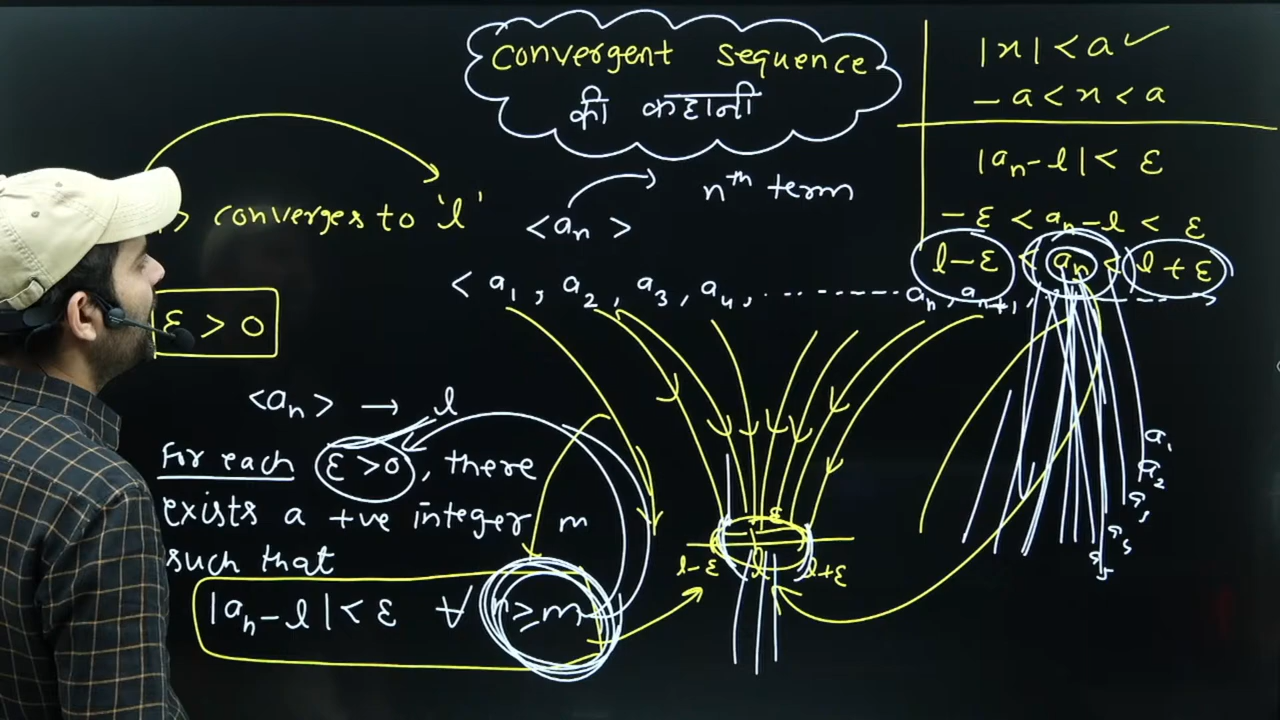 convergent sequence
की कहानी
|x| < a ✓
-a < x < a
|aₙ-l| < ε
-ε < aₙ-l < ε
l-ε < aₙ < l+ε
<aₙ> → nᵗʰ term
> converges to 'l'
< a₁, a₂, a₃, a₄, ............ aₙ, aₙ₊₁,
ε > 0
<aₙ> → l
For each ε>0, there
exists a +ve integer m
such that
|aₙ-l| < ε ∀ n≥m
ε
l-ε l l+ε
a₁
a₂
a₃
a₅